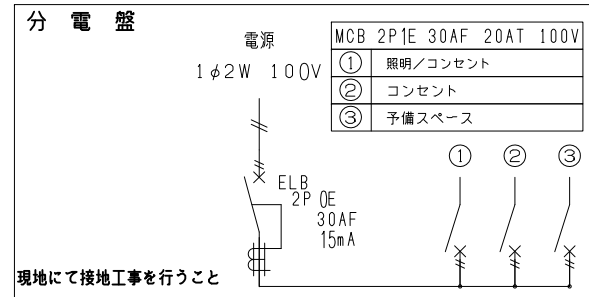 分電盤
電源
1φ2W 100V
MCB 2P1E 30AF 20AT 100V
① 照明/コンセント
② コンセント
③ 予備スペース
① ② ③
ELB
2P 0E
30AF
15mA
現地にて接地工事を行うこと